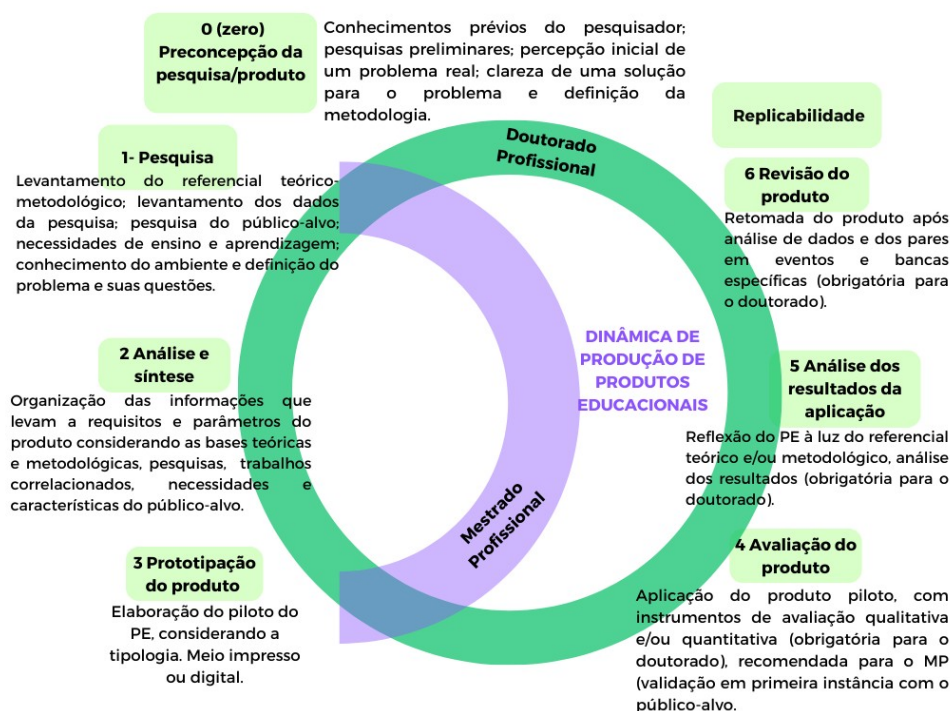 0 (zero)
Preconcepção da
pesquisa/produto
Conhecimentos prévios do pesquisador;
pesquisas preliminares; percepção inicial de
um problema real; clareza de uma solução
para o problema e definição da
metodologia.
1- Pesquisa
Levantamento do referencial teórico-
metodológico; levantamento dos dados
da pesquisa; pesquisa do público-alvo;
necessidades de ensino e aprendizagem;
conhecimento do ambiente e definição do
problema e suas questões.
2 Análise e
síntese
Organização das informações que
levam a requisitos e parâmetros do
produto considerando as bases teóricas
e metodológicas, pesquisas, trabalhos
correlacionados, necessidades e
características do público-alvo.
3 Prototipação
do produto
Elaboração do piloto do
PE, considerando a
tipologia. Meio impresso
ou digital.
Doutorado
Profissional
DINÂMICA DE
PRODUÇÃO DE
PRODUTOS
EDUCACIONAIS
Mestrado
Profissional
Replicabilidade
6 Revisão do
produto
Retomada do produto após
análise de dados e dos pares
em eventos e bancas
específicas (obrigatória para
o doutorado).
5 Análise dos
resultados da
aplicação
Reflexão do PE à luz do referencial
teórico e/ou metodológico, análise
dos resultados (obrigatória para o
doutorado).
4 Avaliação do
produto
Aplicação do produto piloto, com
instrumentos de avaliação qualitativa
e/ou quantitativa (obrigatória para o
doutorado), recomendada para o MP
(validação em primeira instância com o
público-alvo.